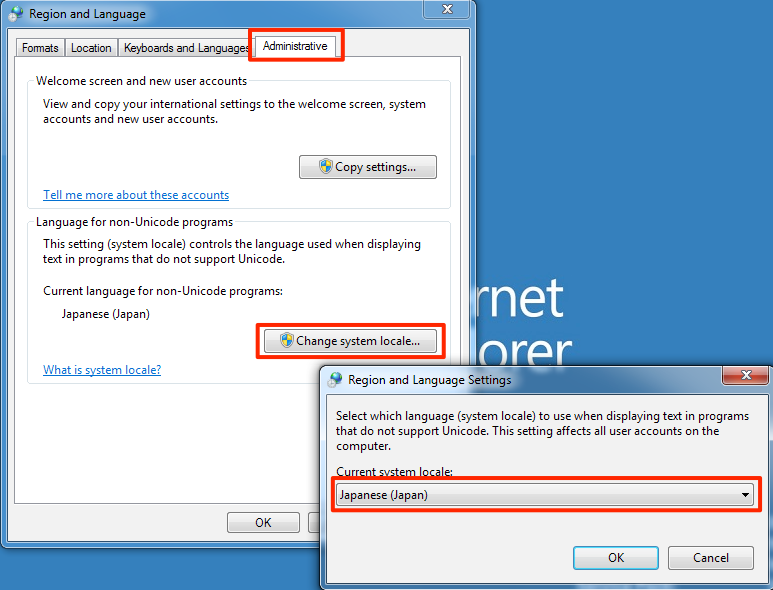 Region and Language
Formats
Location
Keyboards and Languages
Administrative
Welcome screen and new user accounts
View and copy your international settings to the welcome screen, system
accounts and new user accounts.
Copy settings...
Tell me more about these accounts
Language for non-Unicode programs
This setting (system locale) controls the language used when displaying
text in programs that do not support Unicode.
Current language for non-Unicode programs:
Japanese (Japan)
Change system locale...
What is system locale?
OK
rnet
orer
Region and Language Settings
Select which language (system locale) to use when displaying text in programs
that do not support Unicode. This setting affects all user accounts on the
computer.
Current system locale:
Japanese (Japan)
OK
Cancel